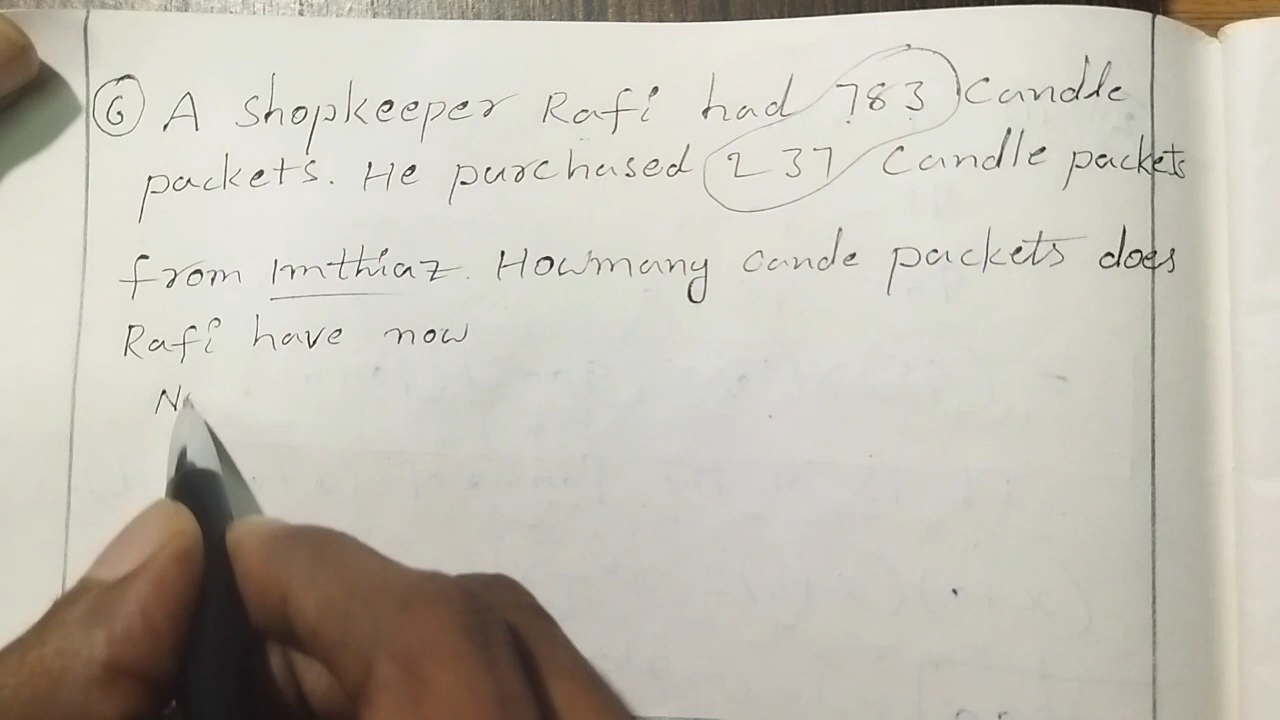 6 A shopkeeper Rafi had 783 Candle
packets. He purchased 237 Candle packets
from Imthiaz. Howmany cande packets does
Rafi have now